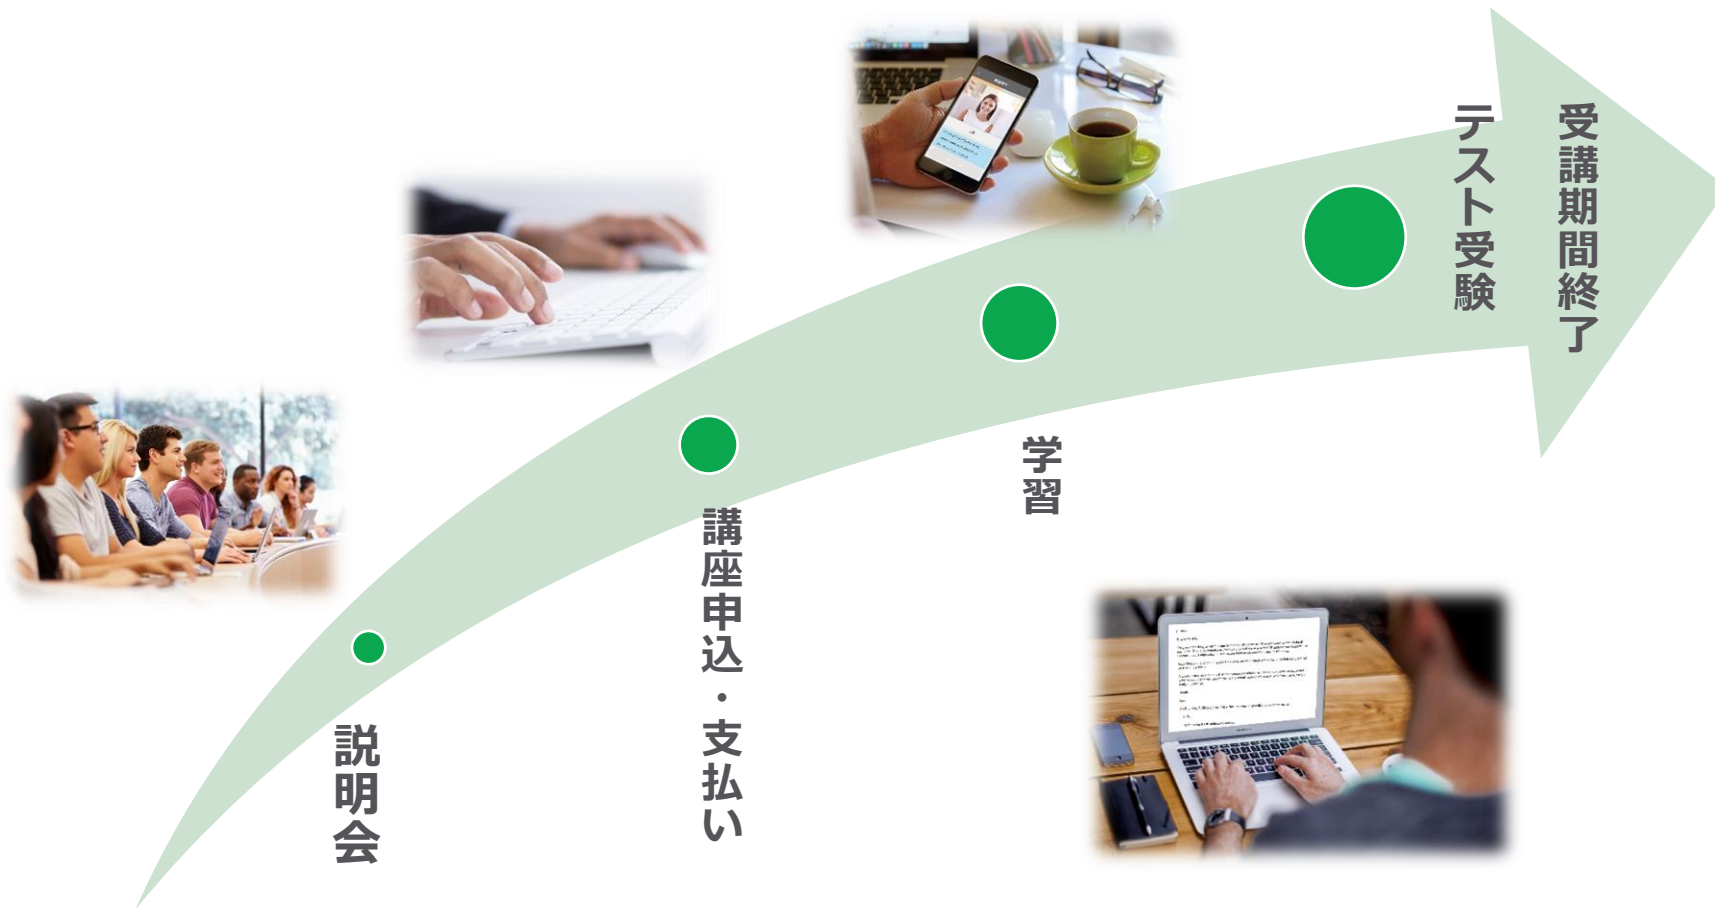 説明会
講座申込・支払い
学習
テスト受験
受講期間終了